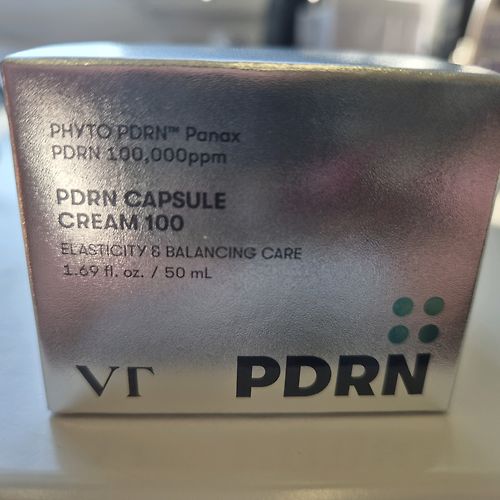 PHYTO PDRN™ Panax
PDRN 100,000ppm
PDRN CAPSULE
CREAM 100
ELASTICITY & BALANCING CARE
1.69 fl. oz. / 50 mL
VT
PDRN